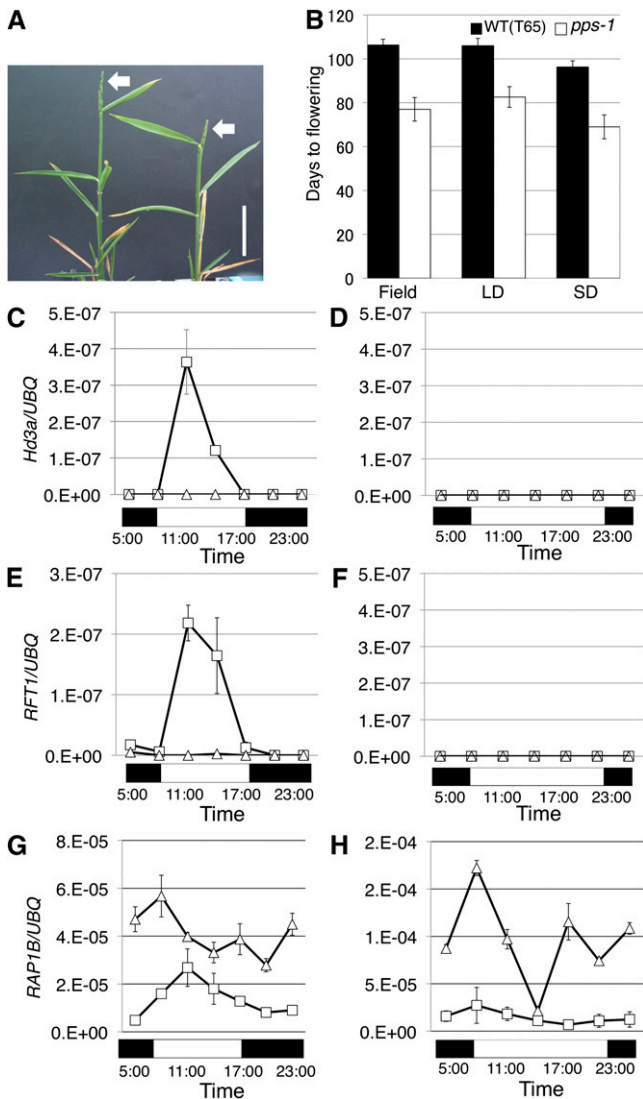 A
B
WT(T65) pps-1
Days to flowering
120
100
80
60
40
20
0
Field LD SD
C
Hd3a/UBQ
5.E-07
4.E-07
3.E-07
2.E-07
1.E-07
0.E+00
5:00 11:00 17:00 23:00
Time
D
5.E-07
4.E-07
3.E-07
2.E-07
1.E-07
0.E+00
5:00 11:00 17:00 23:00
Time
E
RFT1/UBQ
3.E-07
2.E-07
1.E-07
0.E+00
5:00 11:00 17:00 23:00
Time
F
5.E-07
4.E-07
3.E-07
2.E-07
1.E-07
0.E+00
5:00 11:00 17:00 23:00
Time
G
RAP1B/UBQ
8.E-05
6.E-05
4.E-05
2.E-05
0.E+00
5:00 11:00 17:00 23:00
Time
H
2.E-04
2.E-04
1.E-04
5.E-05
0.E+00
5:00 11:00 17:00 23:00
Time